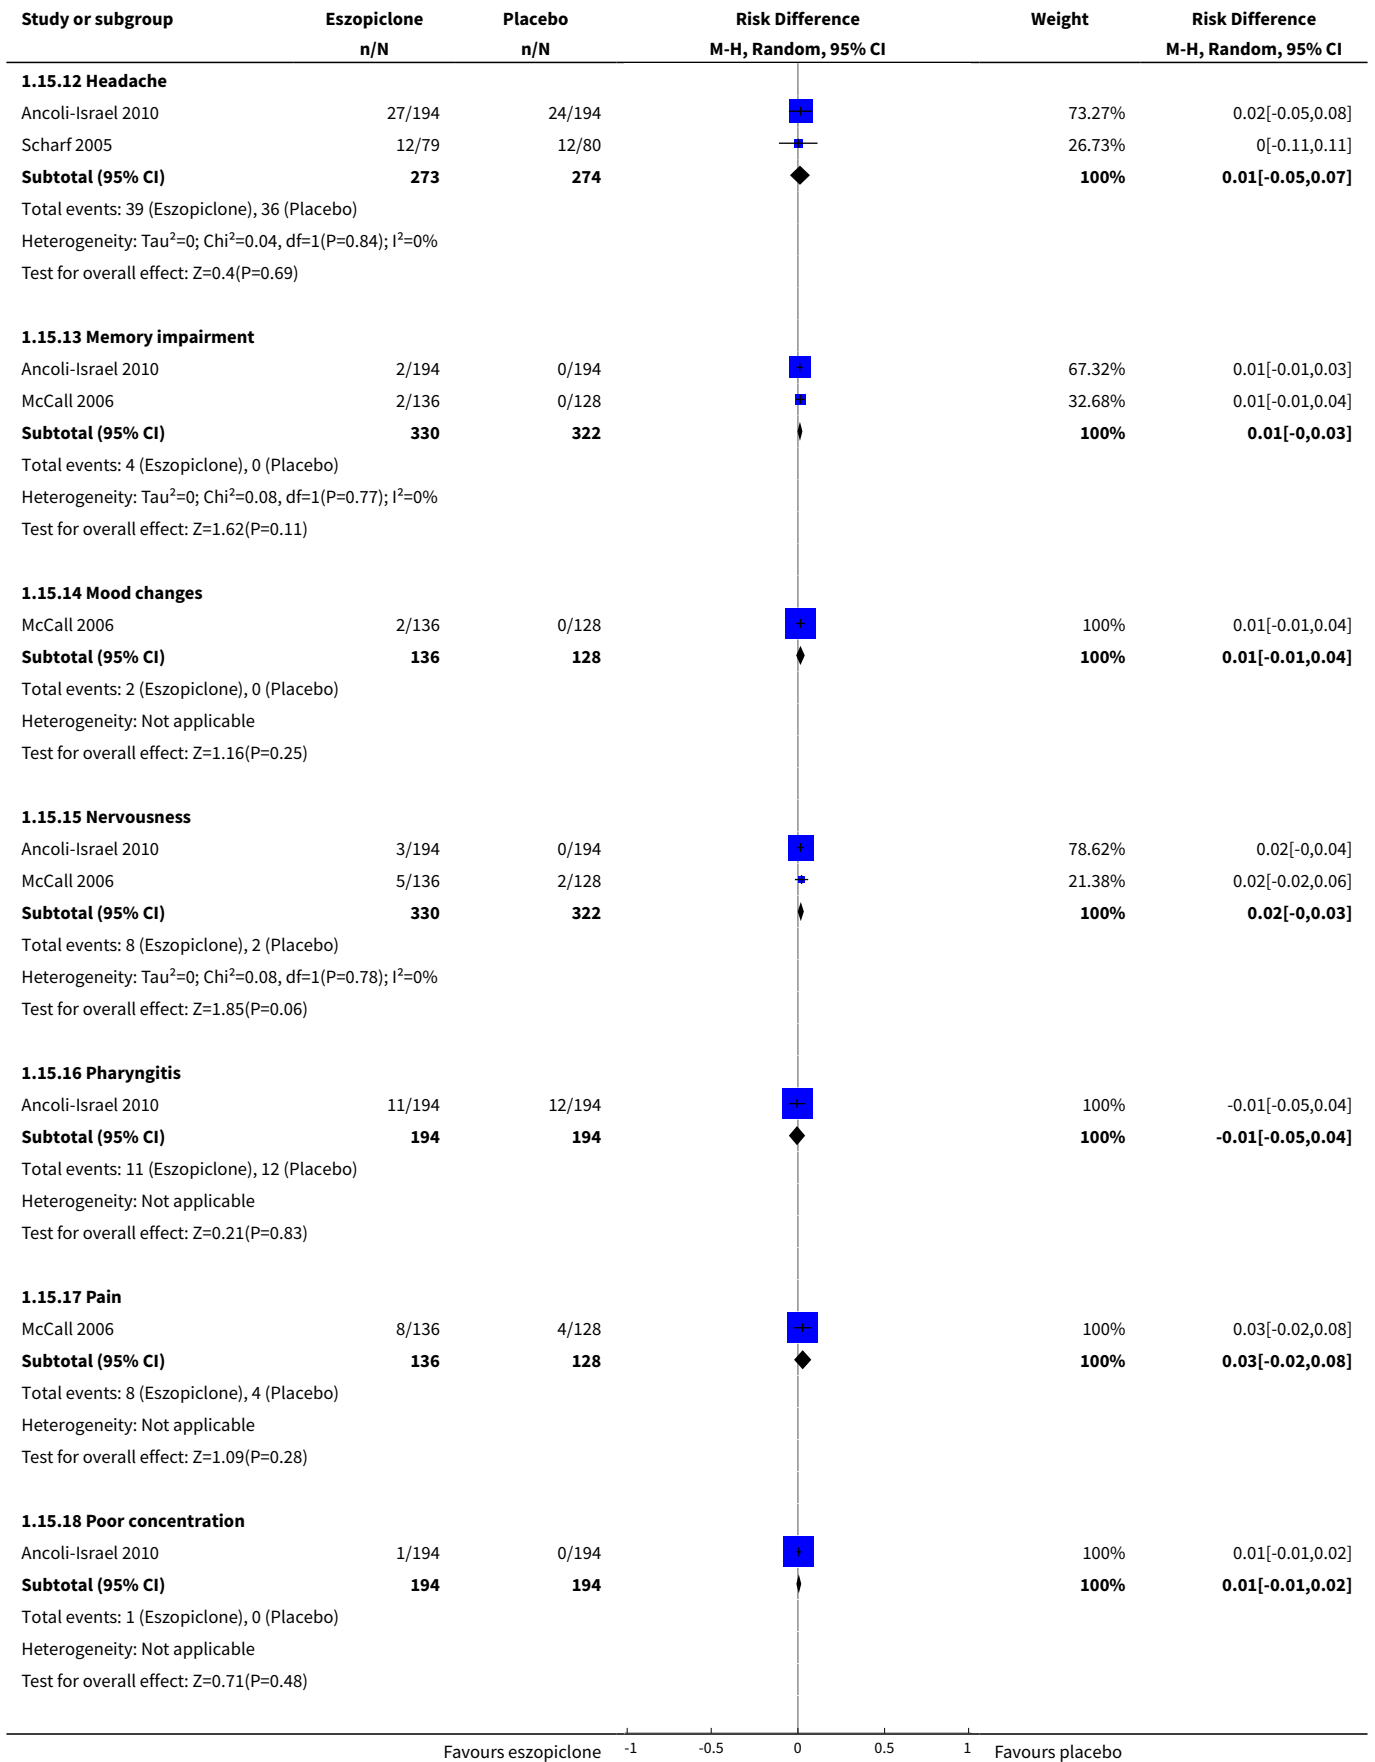 Study or subgroup Eszopiclone Placebo Risk Difference Weight Risk Difference
n/N n/N M-H, Random, 95% CI M-H, Random, 95% CI
1.15.12 Headache
Ancoli-Israel 2010 27/194 24/194 73.27% 0.02[-0.05,0.08]
Scharf 2005 12/79 12/80 26.73% 0[-0.11,0.11]
Subtotal (95% CI) 273 274 100% 0.01[-0.05,0.07]
Total events: 39 (Eszopiclone), 36 (Placebo)
Heterogeneity: Tau²=0; Chi²=0.04, df=1(P=0.84); I²=0%
Test for overall effect: Z=0.4(P=0.69)
1.15.13 Memory impairment
Ancoli-Israel 2010 2/194 0/194 67.32% 0.01[-0.01,0.03]
McCall 2006 2/136 0/128 32.68% 0.01[-0.01,0.04]
Subtotal (95% CI) 330 322 100% 0.01[-0,0.03]
Total events: 4 (Eszopiclone), 0 (Placebo)
Heterogeneity: Tau²=0; Chi²=0.08, df=1(P=0.77); I²=0%
Test for overall effect: Z=1.62(P=0.11)
1.15.14 Mood changes
McCall 2006 2/136 0/128 100% 0.01[-0.01,0.04]
Subtotal (95% CI) 136 128 100% 0.01[-0.01,0.04]
Total events: 2 (Eszopiclone), 0 (Placebo)
Heterogeneity: Not applicable
Test for overall effect: Z=1.16(P=0.25)
1.15.15 Nervousness
Ancoli-Israel 2010 3/194 0/194 78.62% 0.02[-0,0.04]
McCall 2006 5/136 2/128 21.38% 0.02[-0.02,0.06]
Subtotal (95% CI) 330 322 100% 0.02[-0,0.03]
Total events: 8 (Eszopiclone), 2 (Placebo)
Heterogeneity: Tau²=0; Chi²=0.08, df=1(P=0.78); I²=0%
Test for overall effect: Z=1.85(P=0.06)
1.15.16 Pharyngitis
Ancoli-Israel 2010 11/194 12/194 100% -0.01[-0.05,0.04]
Subtotal (95% CI) 194 194 100% -0.01[-0.05,0.04]
Total events: 11 (Eszopiclone), 12 (Placebo)
Heterogeneity: Not applicable
Test for overall effect: Z=0.21(P=0.83)
1.15.17 Pain
McCall 2006 8/136 4/128 100% 0.03[-0.02,0.08]
Subtotal (95% CI) 136 128 100% 0.03[-0.02,0.08]
Total events: 8 (Eszopiclone), 4 (Placebo)
Heterogeneity: Not applicable
Test for overall effect: Z=1.09(P=0.28)
1.15.18 Poor concentration
Ancoli-Israel 2010 1/194 0/194 100% 0.01[-0.01,0.02]
Subtotal (95% CI) 194 194 100% 0.01[-0.01,0.02]
Total events: 1 (Eszopiclone), 0 (Placebo)
Heterogeneity: Not applicable
Test for overall effect: Z=0.71(P=0.48)
Favours eszopiclone -1 -0.5 0 0.5 1 Favours placebo